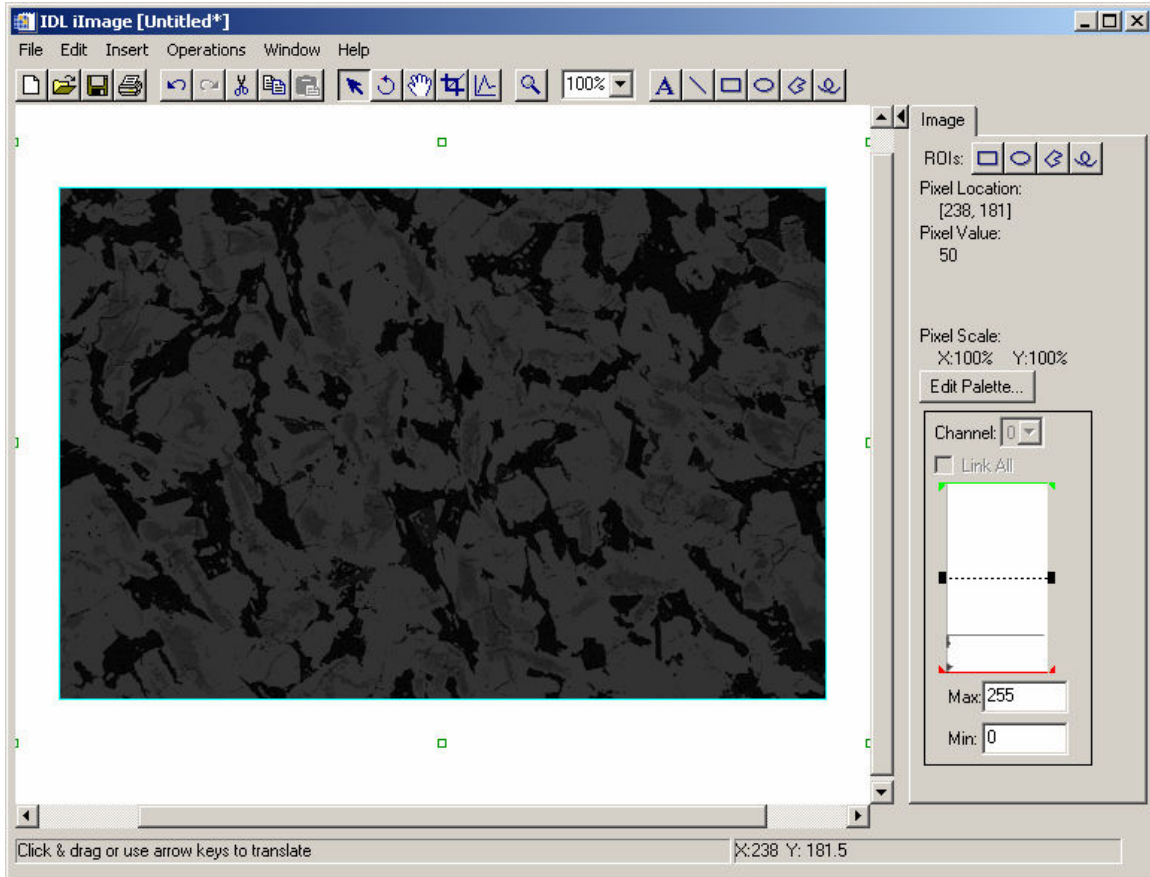 IDL iImage [Untitled*]
File Edit Insert Operations Window Help
100% A
Image
ROIs:
Pixel Location:
[238, 181]
Pixel Value:
50
Pixel Scale:
X:100% Y:100%
Edit Palette...
Channel: 0
Link All
Max: 255
Min: 0
Click & drag or use arrow keys to translate X:238 Y: 181.5